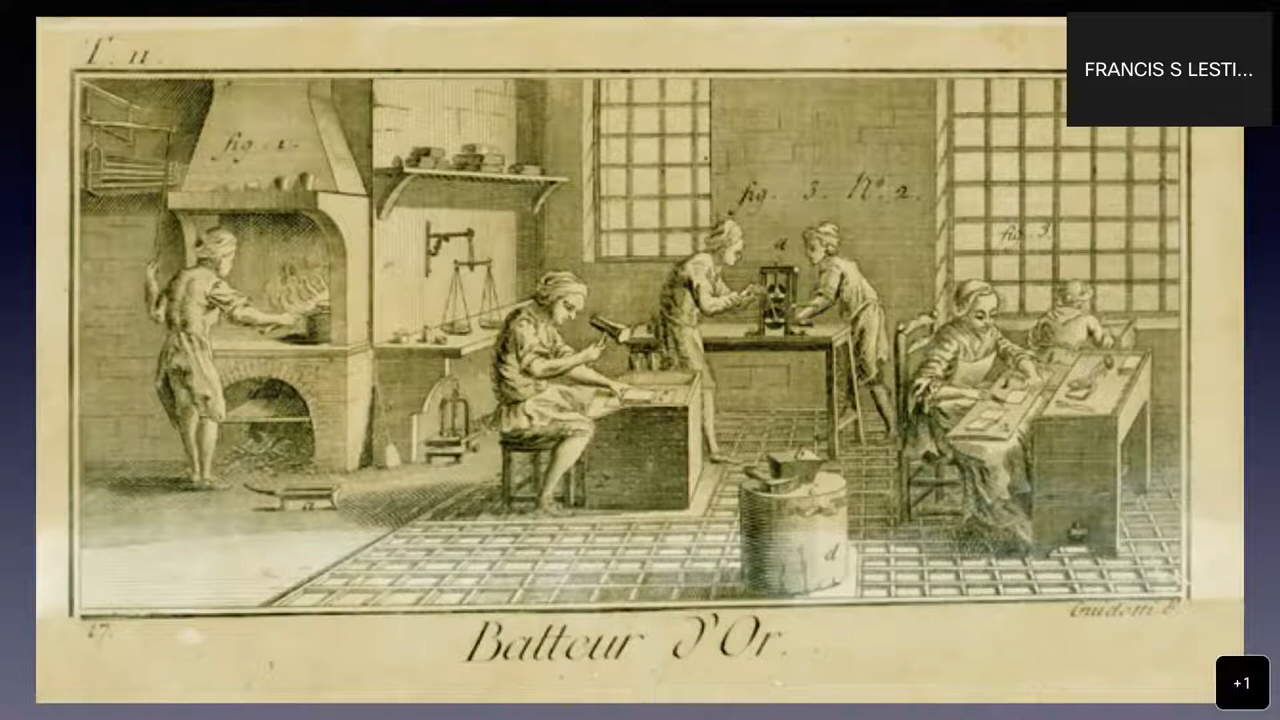 T. II.
FRANCIS S LESTI...
fig. 1.
fig. 3. N.º 2.
a
fig. 3.
d
17.
Batteur d'Or.
+1